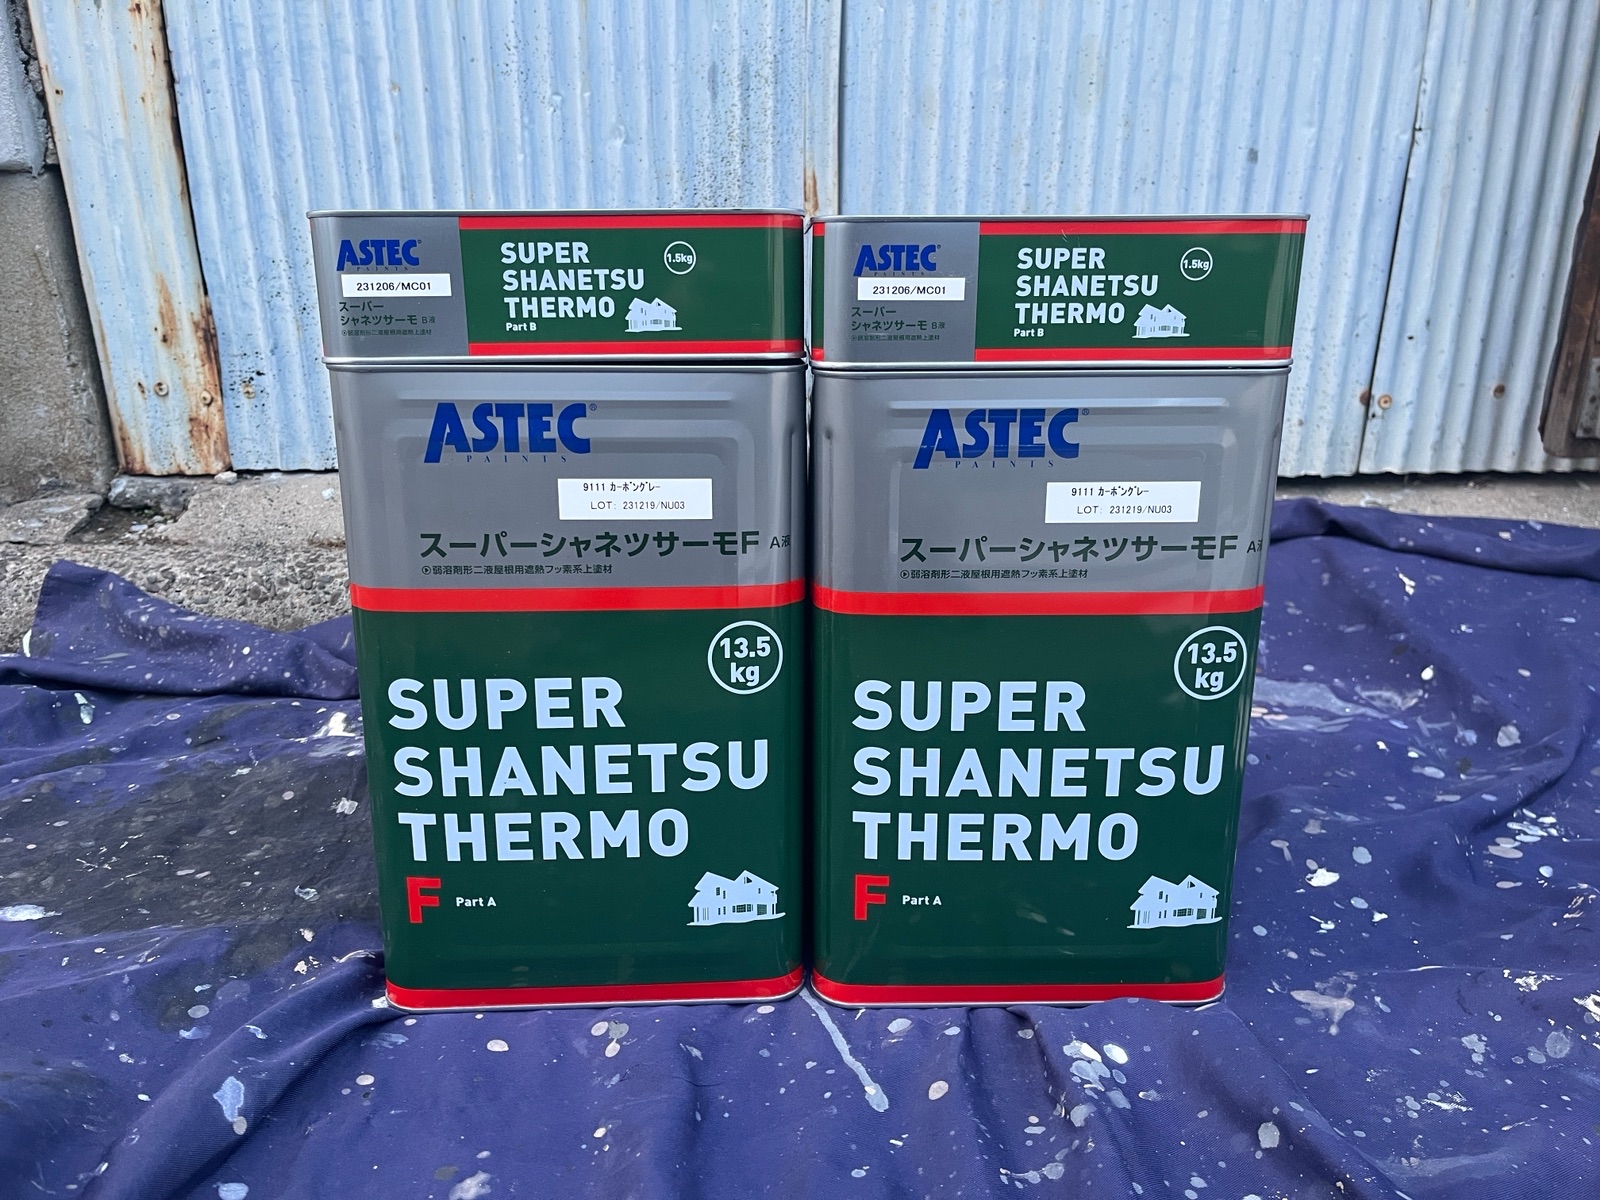 ASTEC®
PAINTS
231206/MC01
スーパー
シャネツサーモ B液
SUPER
SHANETSU
THERMO
Part B
1.5kg
ASTEC®
PAINTS
231206/MC01
スーパー
シャネツサーモ B液
SUPER
SHANETSU
THERMO
Part B
1.5kg
ASTEC®
PAINTS
9111 ｶｰﾎﾞﾝｸﾞﾚｰ
LOT: 231219/NU03
スーパーシャネツサーモF A液
弱溶剤形二液屋根用遮熱フッ素系上塗材
13.5
kg
SUPER
SHANETSU
THERMO
F Part A
ASTEC®
PAINTS
9111 ｶｰﾎﾞﾝｸﾞﾚｰ
LOT: 231219/NU03
スーパーシャネツサーモF A液
弱溶剤形二液屋根用遮熱フッ素系上塗材
13.5
kg
SUPER
SHANETSU
THERMO
F Part A